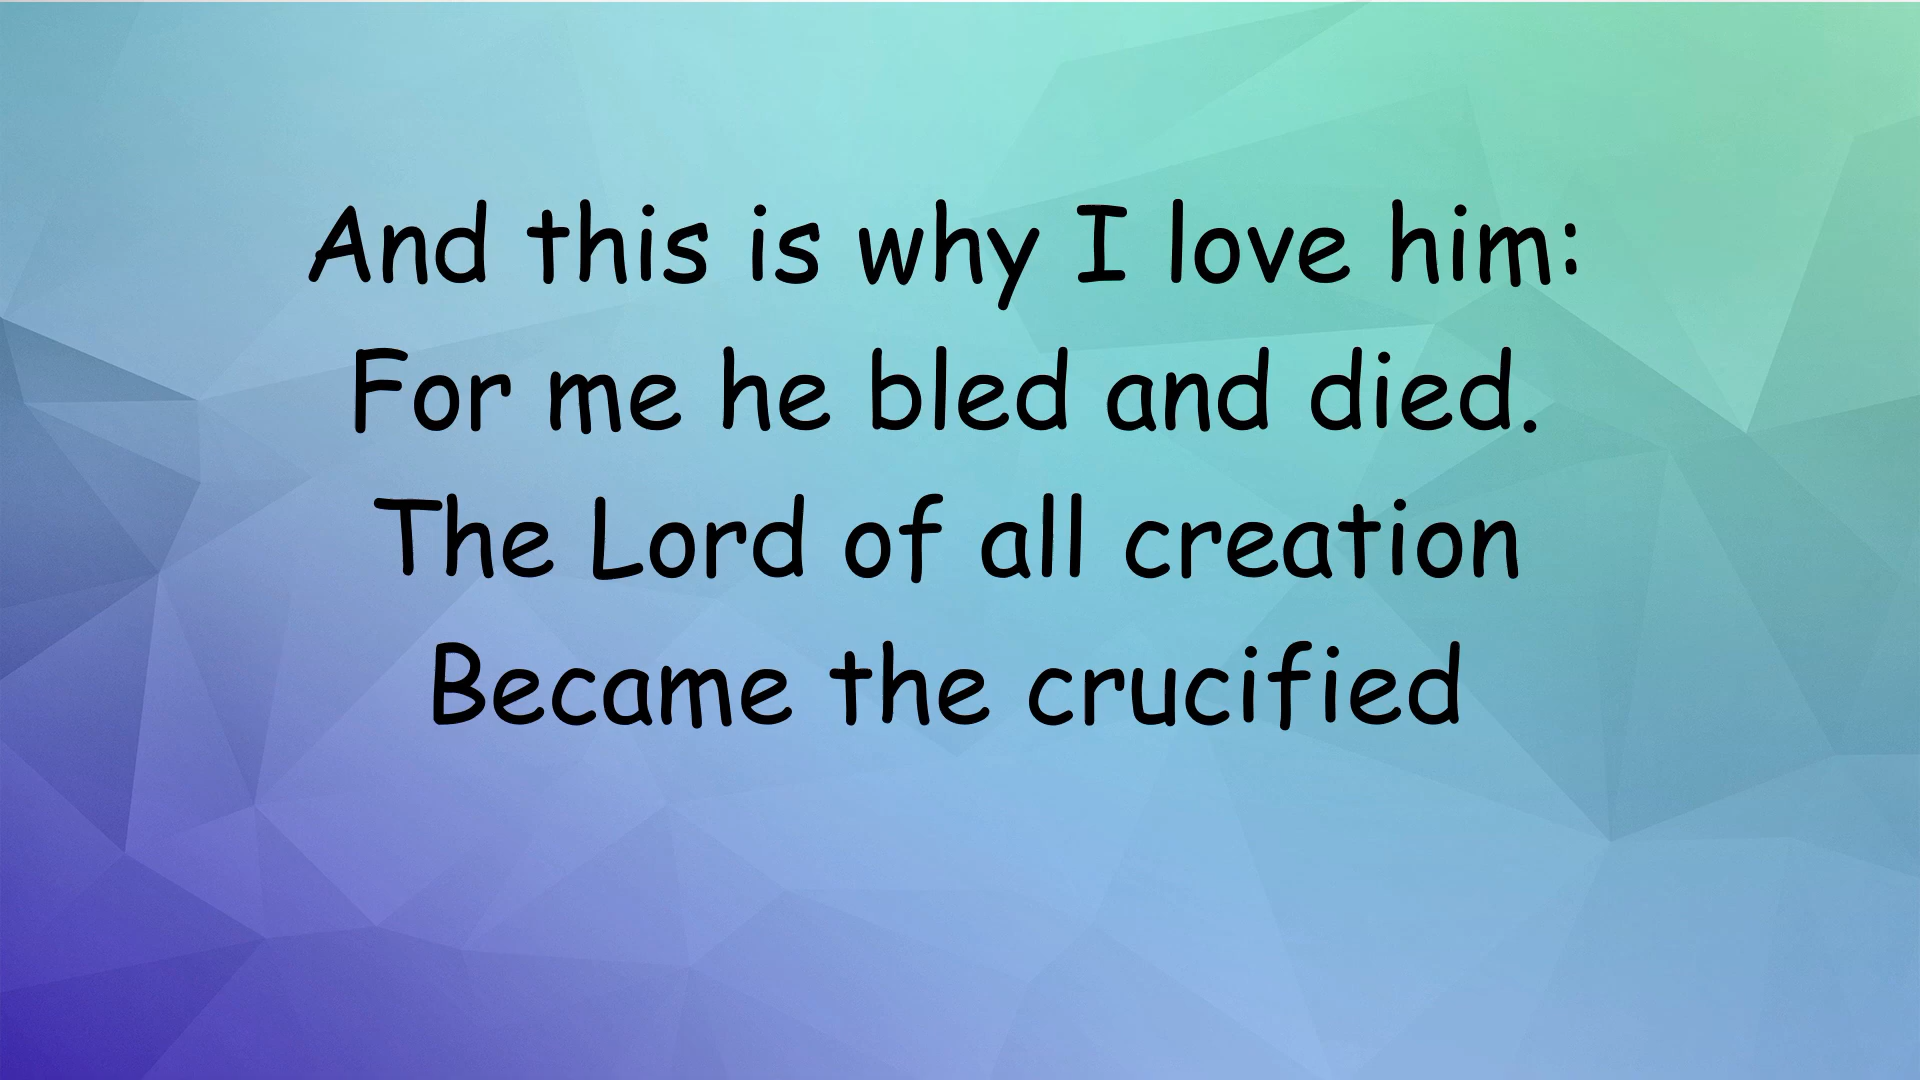 And this is why I love him:
For me he bled and died.
The Lord of all creation
Became the crucified